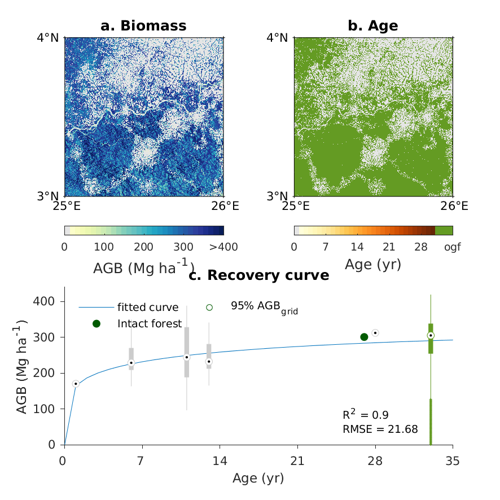 a. Biomass
b. Age
4°N
3°N
25°E
26°E
4°N
3°N
25°E
26°E
0 100 200 300 >400
AGB (Mg ha⁻¹)
0 7 14 21 28 ogf
Age (yr)
c. Recovery curve
fitted curve
Intact forest
95% AGB_grid
R² = 0.9
RMSE = 21.68
AGB (Mg ha⁻¹)
400
300
200
100
0
0 7 14 21 28 35
Age (yr)